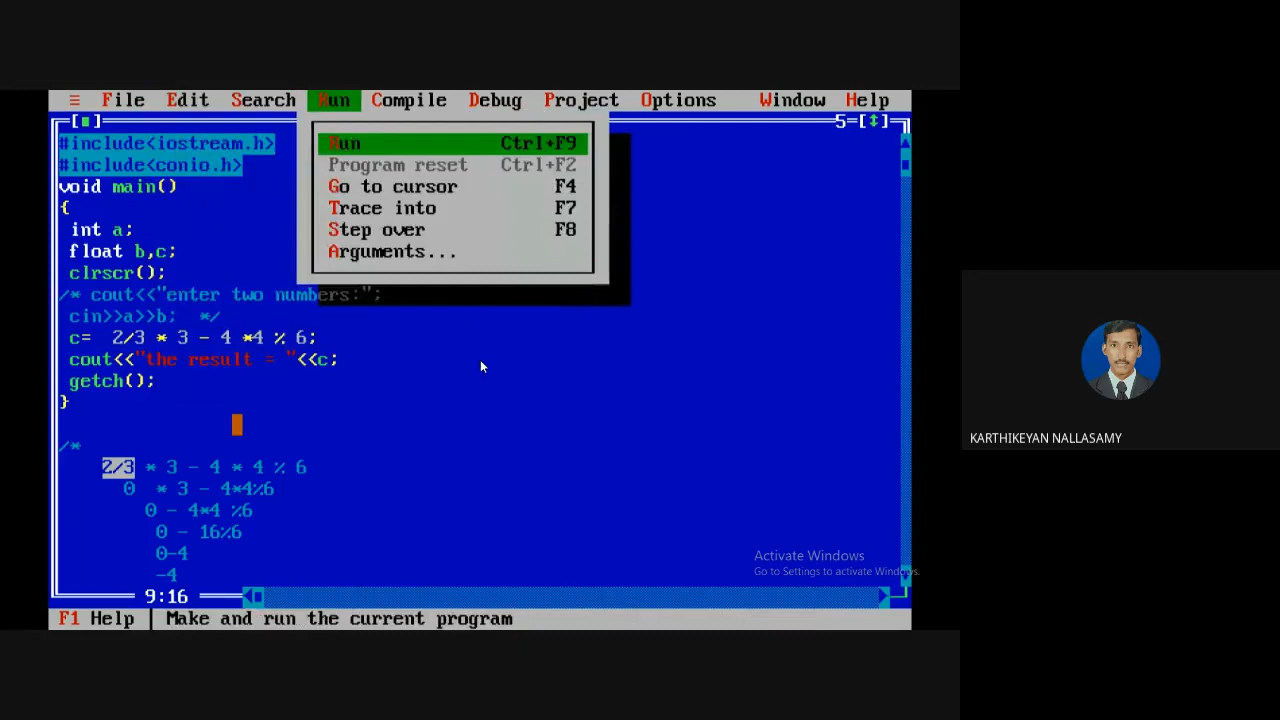 ≡ File Edit Search Run Compile Debug Project Options Window Help
[■] 5=[↕]
#include<iostream.h>
#include<conio.h>
void main()
{
int a;
float b,c;
clrscr();
/* cout<<"enter two numbers:";
cin>>a>>b; */
c= 2/3 * 3 - 4 *4 % 6;
cout<<"the result = "<<c;
getch();
}
/*
2/3 * 3 - 4 * 4 % 6
0 * 3 - 4*4%6
0 - 4*4 %6
0 - 16%6
0-4
-4
Run Ctrl+F9
Program reset Ctrl+F2
Go to cursor F4
Trace into F7
Step over F8
Arguments...
Activate Windows
Go to Settings to activate Windows.
9:16
F1 Help | Make and run the current program
KARTHIKEYAN NALLASAMY